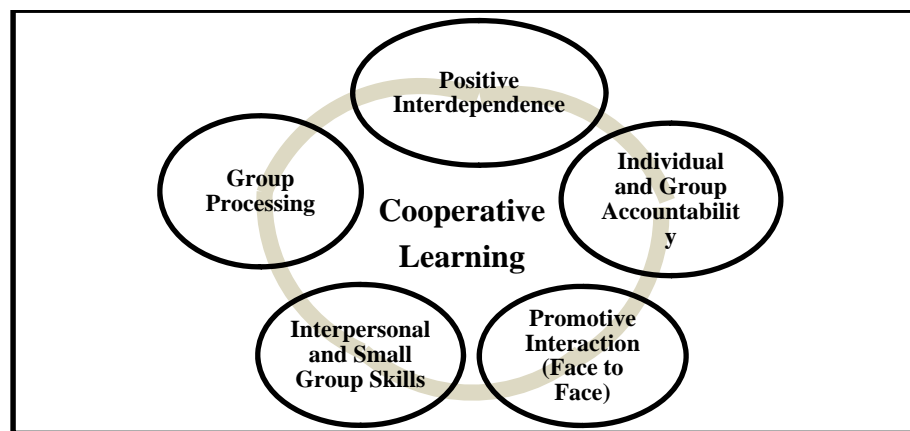 Positive
Interdependence
Individual
and Group
Accountabilit
y
Promotive
Interaction
(Face to
Face)
Interpersonal
and Small
Group Skills
Group
Processing
Cooperative
Learning